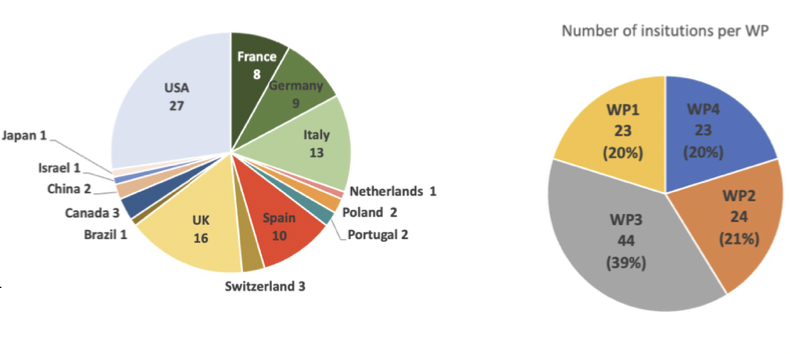 France
8
Germany
9
Italy
13
Netherlands 1
Poland 2
Portugal 2
Spain
10
Switzerland 3
UK
16
Brazil 1
Canada 3
China 2
Israel 1
Japan 1
USA
27
Number of insitutions per WP
WP4
23
(20%)
WP2
24
(21%)
WP3
44
(39%)
WP1
23
(20%)